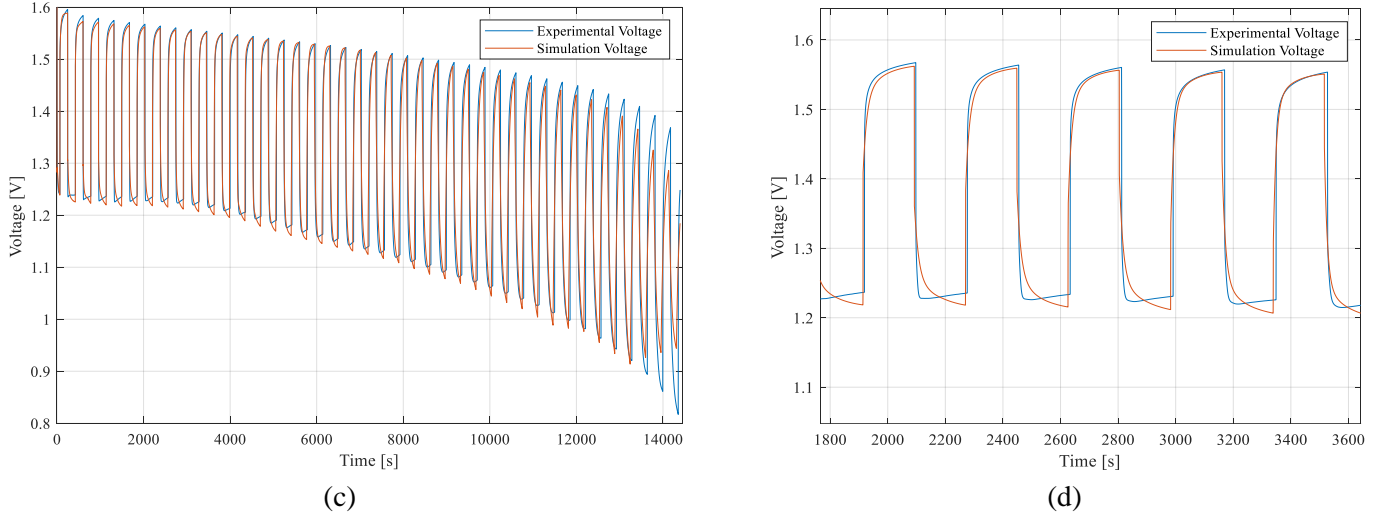 1.6
1.5
1.4
1.3
1.2
1.1
1
0.9
0.8
Voltage [V]
0 2000 4000 6000 8000 10000 12000 14000
Time [s]
Experimental Voltage
Simulation Voltage
(c)
1.6
1.5
1.4
1.3
1.2
1.1
Voltage [V]
1800 2000 2200 2400 2600 2800 3000 3200 3400 3600
Time [s]
Experimental Voltage
Simulation Voltage
(d)